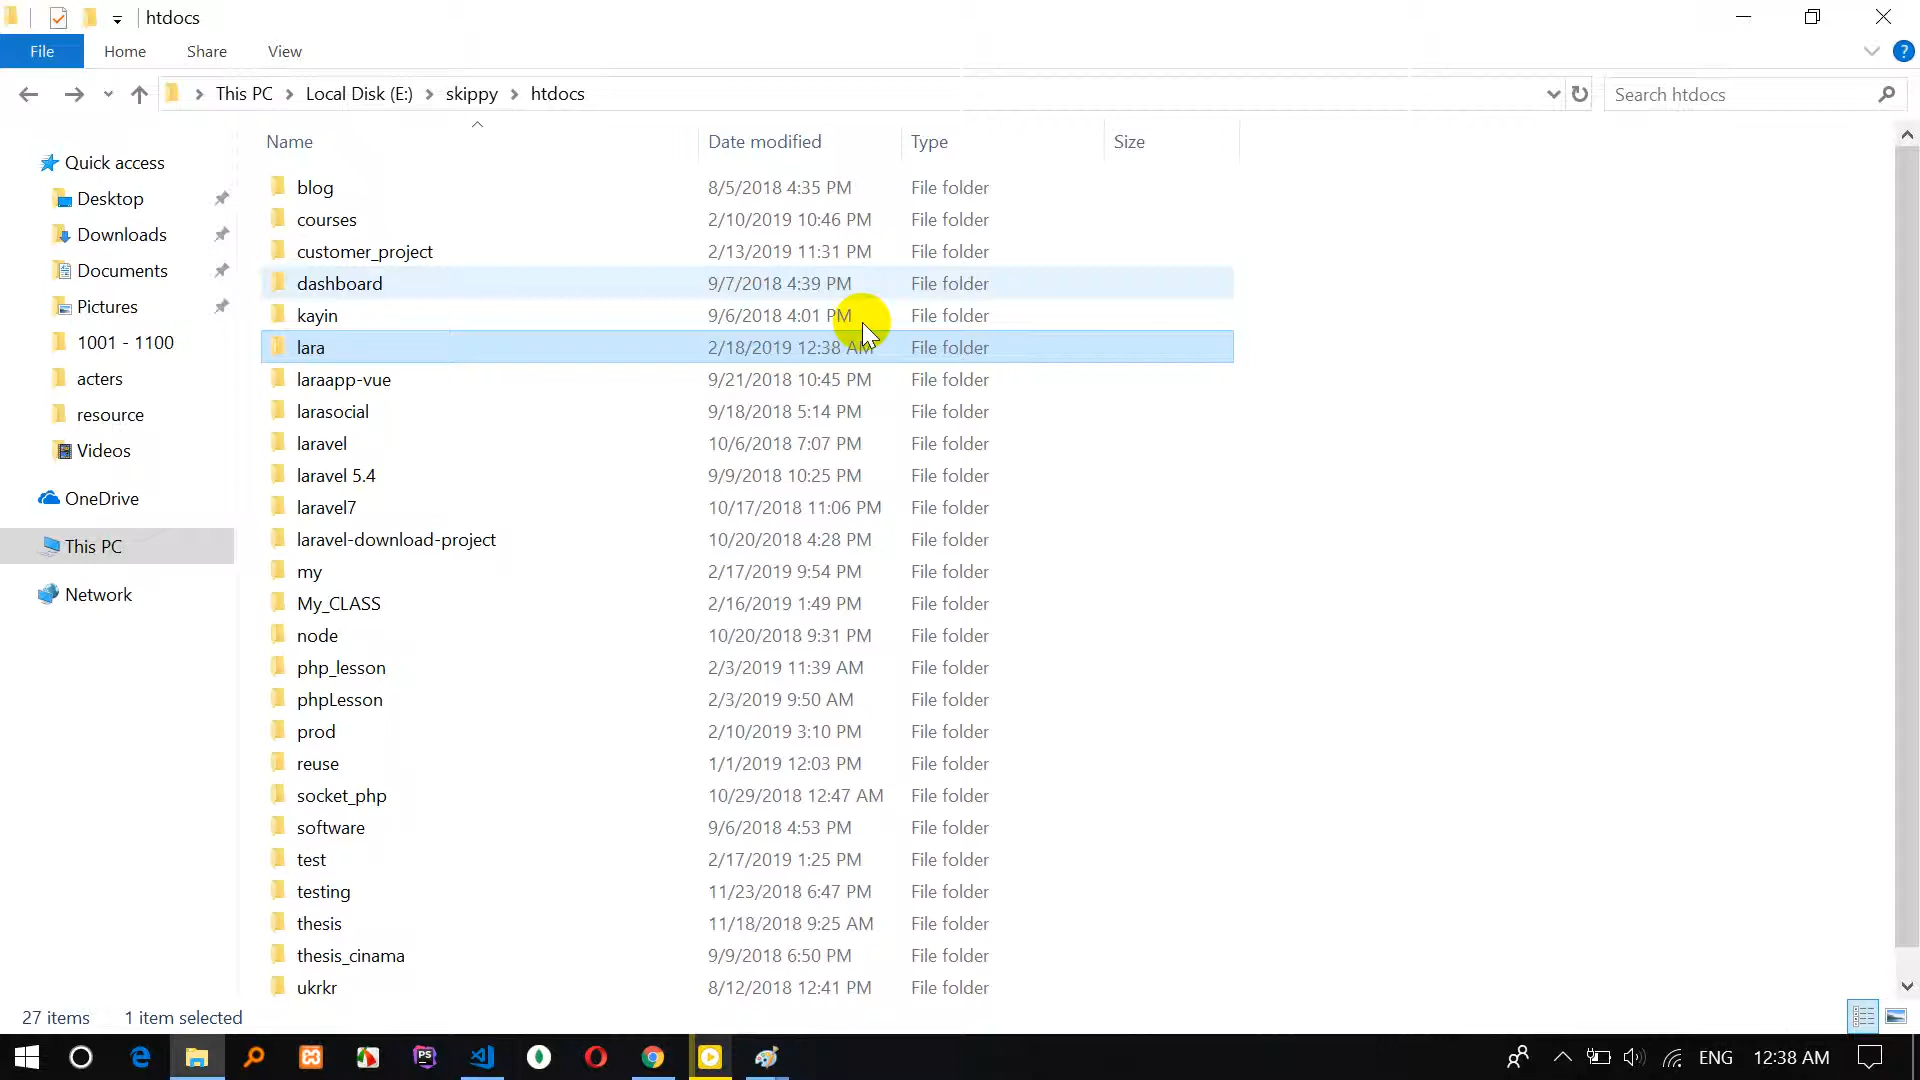 htdocs
File Home Share View
This PC Local Disk (E:) skippy htdocs Search htdocs
Name Date modified Type Size
Quick access
Desktop
Downloads
Documents
Pictures
1001 - 1100
acters
resource
Videos
OneDrive
This PC
Network
blog 8/5/2018 4:35 PM File folder
courses 2/10/2019 10:46 PM File folder
customer_project 2/13/2019 11:31 PM File folder
dashboard 9/7/2018 4:39 PM File folder
kayin 9/6/2018 4:01 PM File folder
lara 2/18/2019 12:38 AM File folder
laraapp-vue 9/21/2018 10:45 PM File folder
larasocial 9/18/2018 5:14 PM File folder
laravel 10/6/2018 7:07 PM File folder
laravel 5.4 9/9/2018 10:25 PM File folder
laravel7 10/17/2018 11:06 PM File folder
laravel-download-project 10/20/2018 4:28 PM File folder
my 2/17/2019 9:54 PM File folder
My_CLASS 2/16/2019 1:49 PM File folder
node 10/20/2018 9:31 PM File folder
php_lesson 2/3/2019 11:39 AM File folder
phpLesson 2/3/2019 9:50 AM File folder
prod 2/10/2019 3:10 PM File folder
reuse 1/1/2019 12:03 PM File folder
socket_php 10/29/2018 12:47 AM File folder
software 9/6/2018 4:53 PM File folder
test 2/17/2019 1:25 PM File folder
testing 11/23/2018 6:47 PM File folder
thesis 11/18/2018 9:25 AM File folder
thesis_cinama 9/9/2018 6:50 PM File folder
ukrkr 8/12/2018 12:41 PM File folder
27 items 1 item selected
PS ENG 12:38 AM